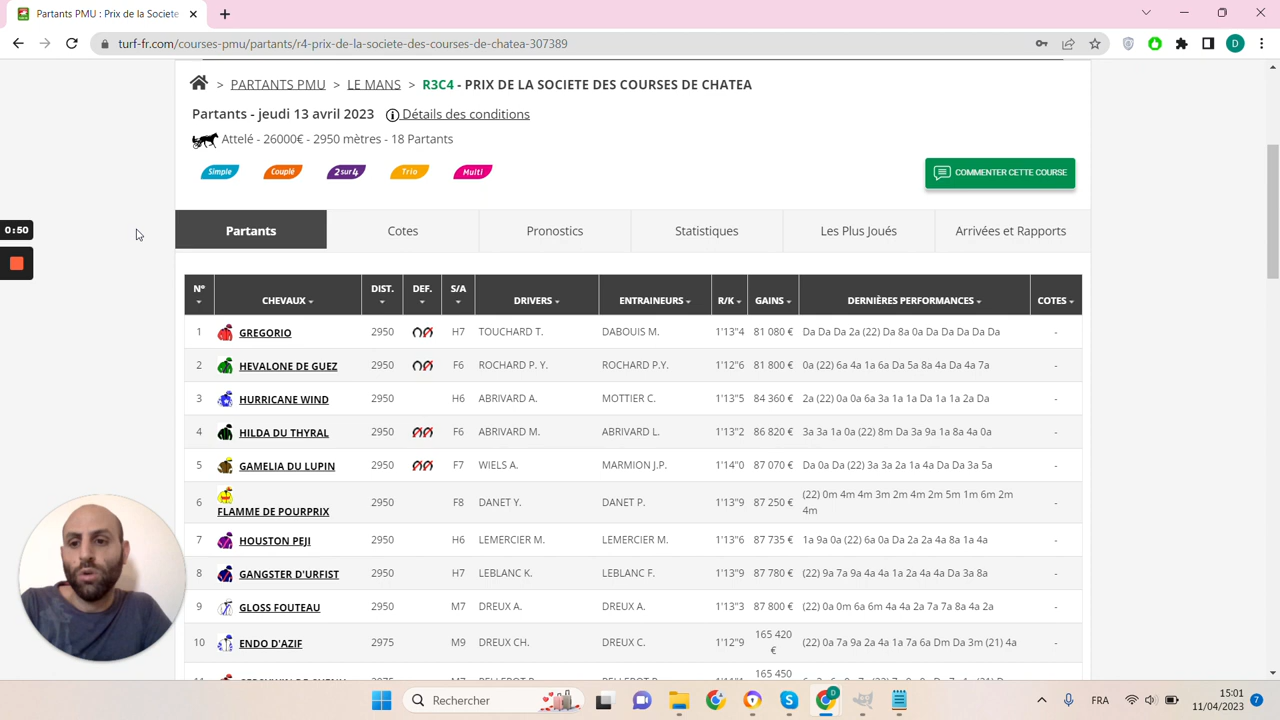 Partants PMU : Prix de la Societe
turf-fr.com/courses-pmu/partants/r4-prix-de-la-societe-des-courses-de-chatea-307389
D
> PARTANTS PMU > LE MANS > R3C4 - PRIX DE LA SOCIETE DES COURSES DE CHATEA
Partants - jeudi 13 avril 2023 Détails des conditions
Attelé - 26000€ - 2950 mètres - 18 Partants
Simple Couplé 2sur4 Trio Multi
COMMENTER CETTE COURSE
0:50
Partants Cotes Pronostics Statistiques Les Plus Joués Arrivées et Rapports
N° CHEVAUX DIST. DEF. S/A DRIVERS ENTRAINEURS R/K GAINS DERNIÈRES PERFORMANCES COTES
1 GREGORIO 2950 H7 TOUCHARD T. DABOUIS M. 1'13"4 81 080 € Da Da Da 2a (22) Da 8a 0a Da Da Da Da Da -
2 HEVALONE DE GUEZ 2950 F6 ROCHARD P. Y. ROCHARD P.Y. 1'12"6 81 800 € 0a (22) 6a 4a 1a 6a Da 5a 8a 4a Da 4a 7a -
3 HURRICANE WIND 2950 H6 ABRIVARD A. MOTTIER C. 1'13"5 84 360 € 2a (22) 0a 0a 6a 3a 1a 1a Da 1a 1a 2a Da -
4 HILDA DU THYRAL 2950 F6 ABRIVARD M. ABRIVARD L. 1'13"2 86 820 € 3a 3a 1a 0a (22) 8m Da 3a 9a 1a 8a 4a 0a -
5 GAMELIA DU LUPIN 2950 F7 WIELS A. MARMION J.P. 1'14"0 87 070 € Da 0a Da (22) 3a 3a 2a 1a 4a Da Da 3a 5a -
6 FLAMME DE POURPRIX 2950 F8 DANET Y. DANET P. 1'13"9 87 250 € (22) 0m 4m 4m 3m 2m 4m 2m 5m 1m 6m 2m
4m -
7 HOUSTON PEJI 2950 H6 LEMERCIER M. LEMERCIER M. 1'13"6 87 735 € 1a 9a 0a (22) 6a 0a Da 2a 2a 4a 8a 1a 4a -
8 GANGSTER D'URFIST 2950 H7 LEBLANC K. LEBLANC F. 1'13"9 87 780 € (22) 9a 7a 9a 4a 4a 1a 2a 4a 4a Da 3a 8a -
9 GLOSS FOUTEAU 2950 M7 DREUX A. DREUX A. 1'13"3 87 800 € (22) 0a 0m 6a 6m 4a 4a 2a 7a 7a 8a 4a 2a -
10 ENDO D'AZIF 2975 M9 DREUX CH. DREUX C. 1'12"9 165 420
€ (22) 0a 7a 9a 2a 4a 1a 7a 6a Dm Da 3m (21) 4a -
165 450
Rechercher
D
FRA
15:01
11/04/2023